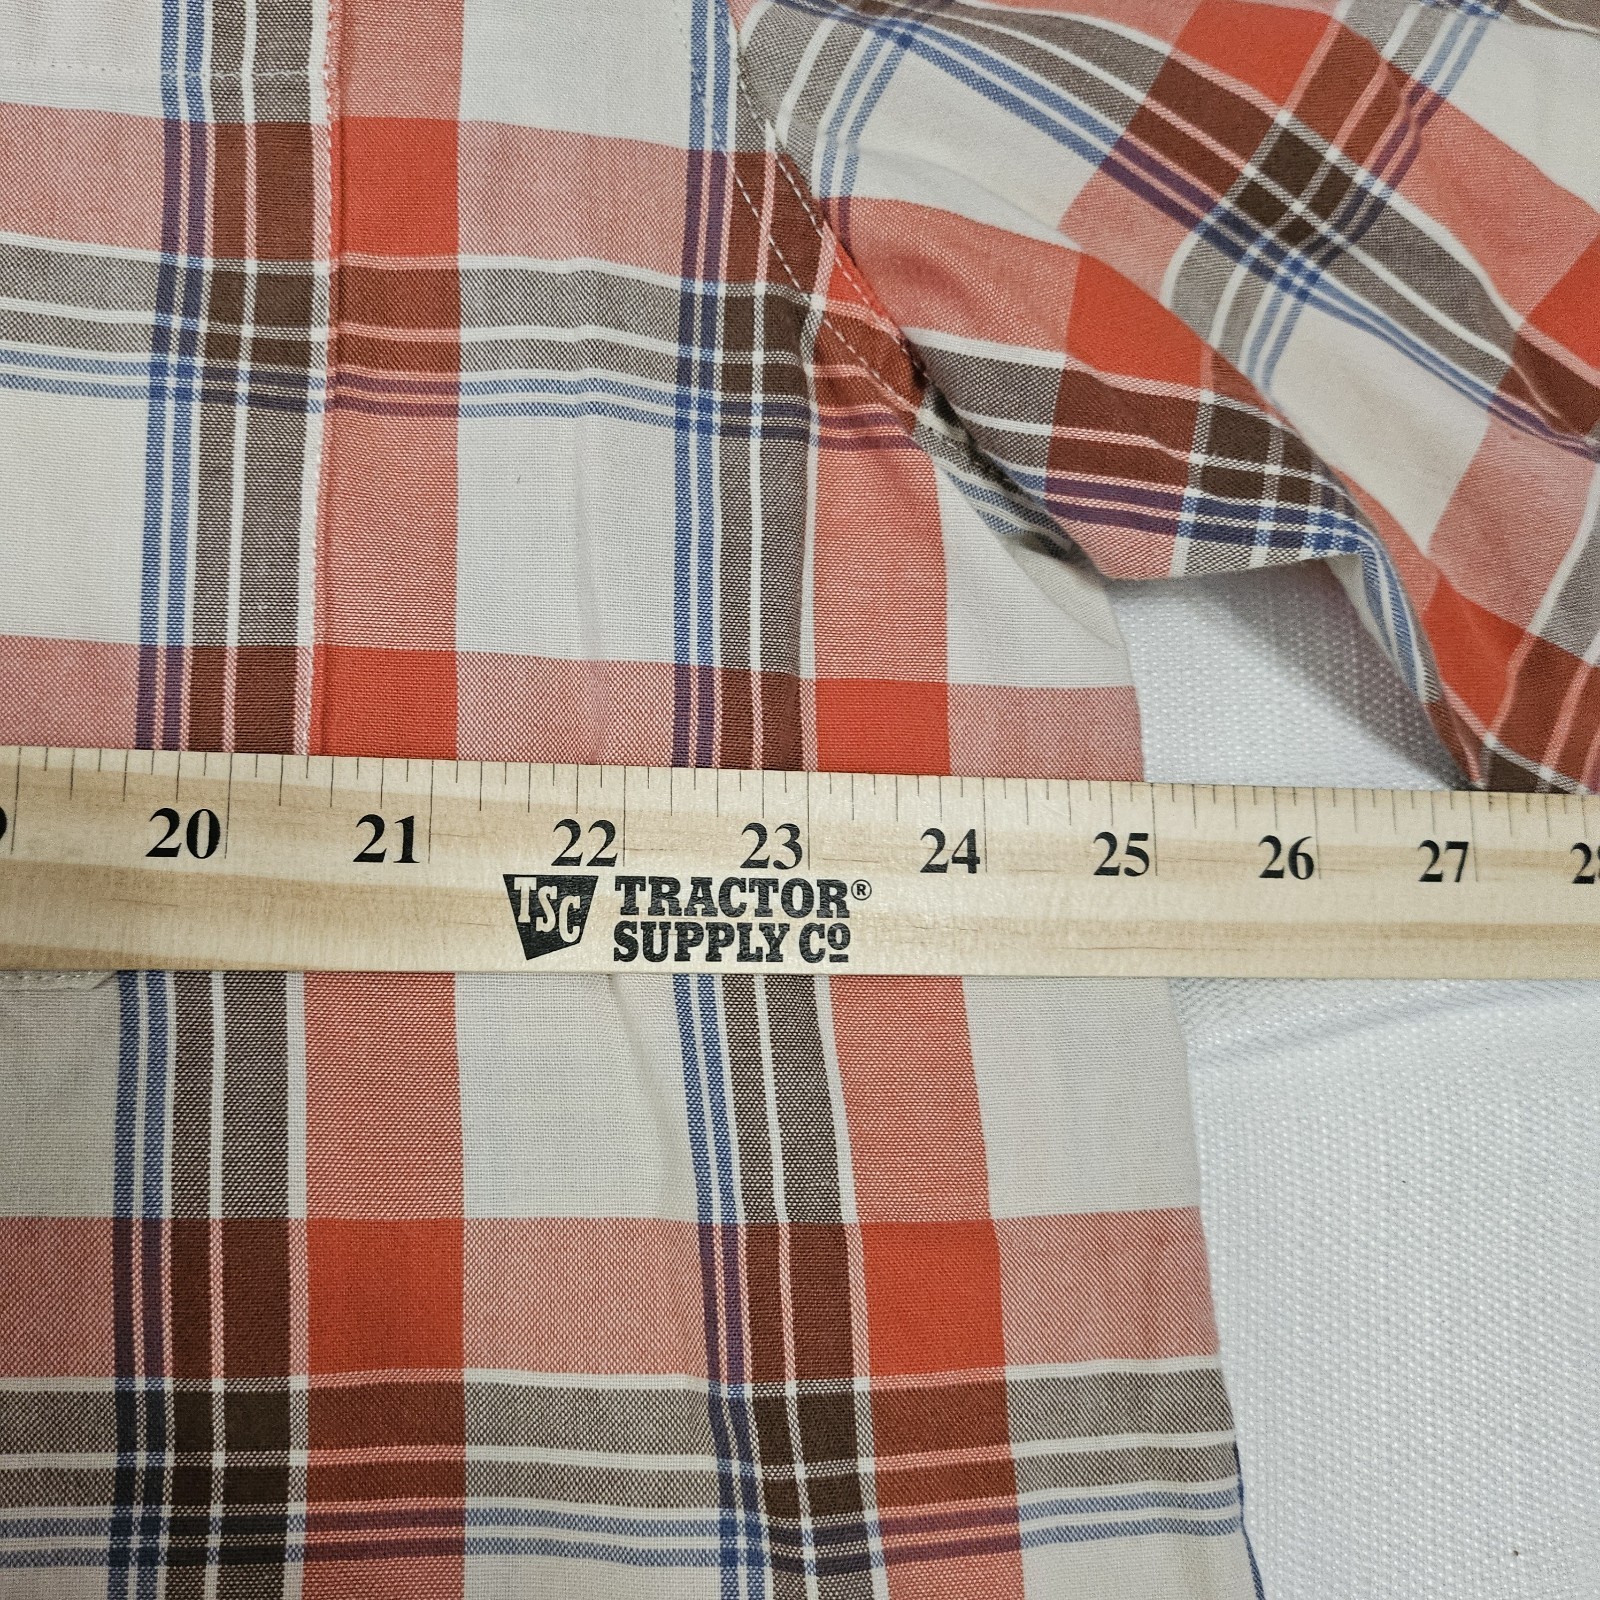 20 21 22 23 24 25 26 27
TSC TRACTOR®
SUPPLY Cº